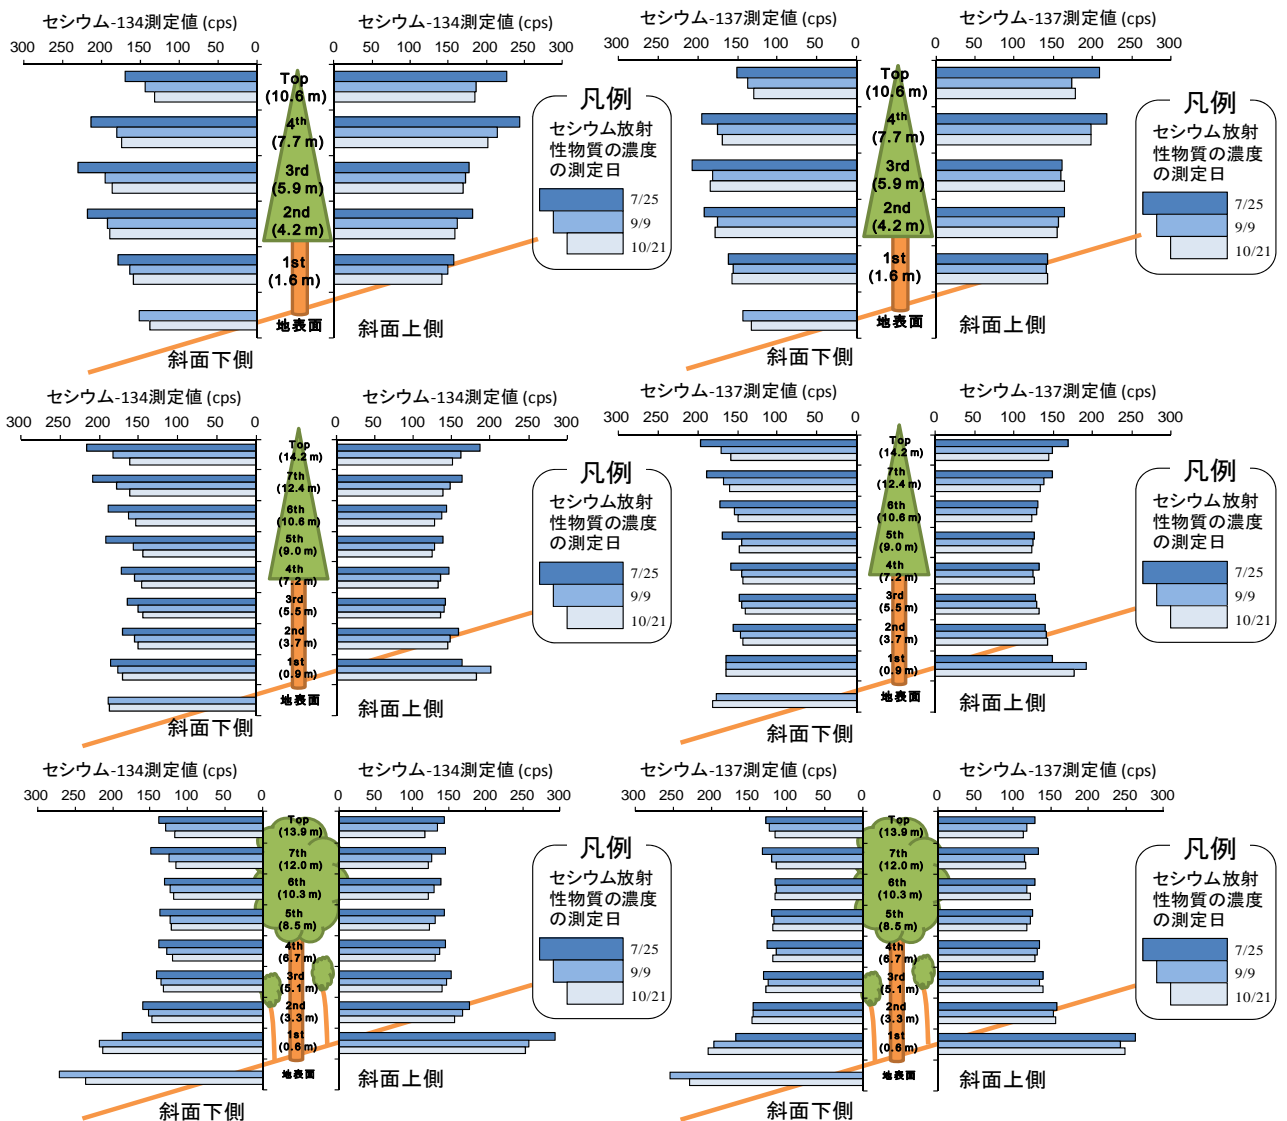 セシウム-134測定値 (cps)
セシウム-134測定値 (cps)
300 250 200 150 100 50 0
0 50 100 150 200 250 300
Top
(10.6 m)
4th
(7.7 m)
3rd
(5.9 m)
2nd
(4.2 m)
1st
(1.6 m)
地表面
斜面上側
斜面下側
凡例
セシウム放射
性物質の濃度
の測定日
7/25
9/9
10/21
セシウム-137測定値 (cps)
セシウム-137測定値 (cps)
300 250 200 150 100 50 0
0 50 100 150 200 250 300
Top
(10.6 m)
4th
(7.7 m)
3rd
(5.9 m)
2nd
(4.2 m)
1st
(1.6 m)
地表面
斜面上側
斜面下側
凡例
セシウム放射
性物質の濃度
の測定日
7/25
9/9
10/21
セシウム-134測定値 (cps)
セシウム-134測定値 (cps)
300 250 200 150 100 50 0
0 50 100 150 200 250 300
Top
(14.2 m)
7th
(12.4 m)
6th
(10.6 m)
5th
(9.0 m)
4th
(7.2 m)
3rd
(5.5 m)
2nd
(3.7 m)
1st
(0.9 m)
地表面
斜面上側
斜面下側
凡例
セシウム放射
性物質の濃度
の測定日
7/25
9/9
10/21
セシウム-137測定値 (cps)
セシウム-137測定値 (cps)
300 250 200 150 100 50 0
0 50 100 150 200 250 300
Top
(14.2 m)
7th
(12.4 m)
6th
(10.6 m)
5th
(9.0 m)
4th
(7.2 m)
3rd
(5.5 m)
2nd
(3.7 m)
1st
(0.9 m)
地表面
斜面上側
斜面下側
凡例
セシウム放射
性物質の濃度
の測定日
7/25
9/9
10/21
セシウム-134測定値 (cps)
セシウム-134測定値 (cps)
300 250 200 150 100 50 0
0 50 100 150 200 250 300
Top
(13.9 m)
7th
(12.0 m)
6th
(10.3 m)
5th
(8.5 m)
4th
(6.7 m)
3rd
(5.1 m)
2nd
(3.3 m)
1st
(0.6 m)
地表面
斜面上側
斜面下側
凡例
セシウム放射
性物質の濃度
の測定日
7/25
9/9
10/21
セシウム-137測定値 (cps)
セシウム-137測定値 (cps)
300 250 200 150 100 50 0
0 50 100 150 200 250 300
Top
(13.9 m)
7th
(12.0 m)
6th
(10.3 m)
5th
(8.5 m)
4th
(6.7 m)
3rd
(5.1 m)
2nd
(3.3 m)
1st
(0.6 m)
地表面
斜面上側
斜面下側
凡例
セシウム放射
性物質の濃度
の測定日
7/25
9/9
10/21